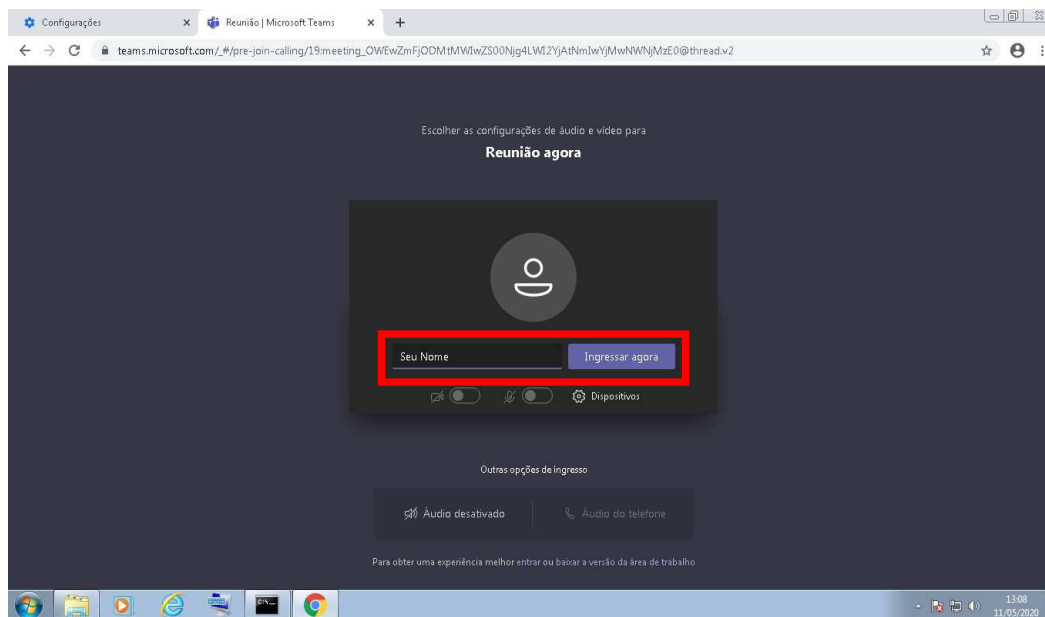 Configurações
Reunião | Microsoft Teams
teams.microsoft.com/_#/pre-join-calling/19:meeting_OWEwZmFjODMtMWIwZS00Njg4LWI2YjAtNmIwYjMwNWNjMzE0@thread.v2
Escolher as configurações de áudio e vídeo para
Reunião agora
Seu Nome
Ingressar agora
Dispositivos
Outras opções de ingresso
Áudio desativado
Áudio do telefone
Para obter uma experiência melhor entrar ou baixar a versão da área de trabalho
13:08
11/05/2020